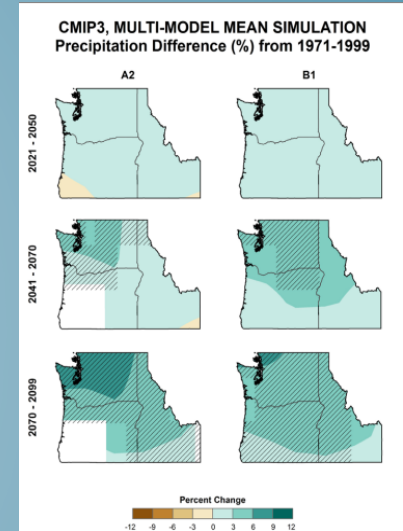 CMIP3, MULTI-MODEL MEAN SIMULATION
Precipitation Difference (%) from 1971-1999
A2 B1
2021 - 2050
2041 - 2070
2070 - 2099
Percent Change
-12 -9 -6 -3 0 3 6 9 12